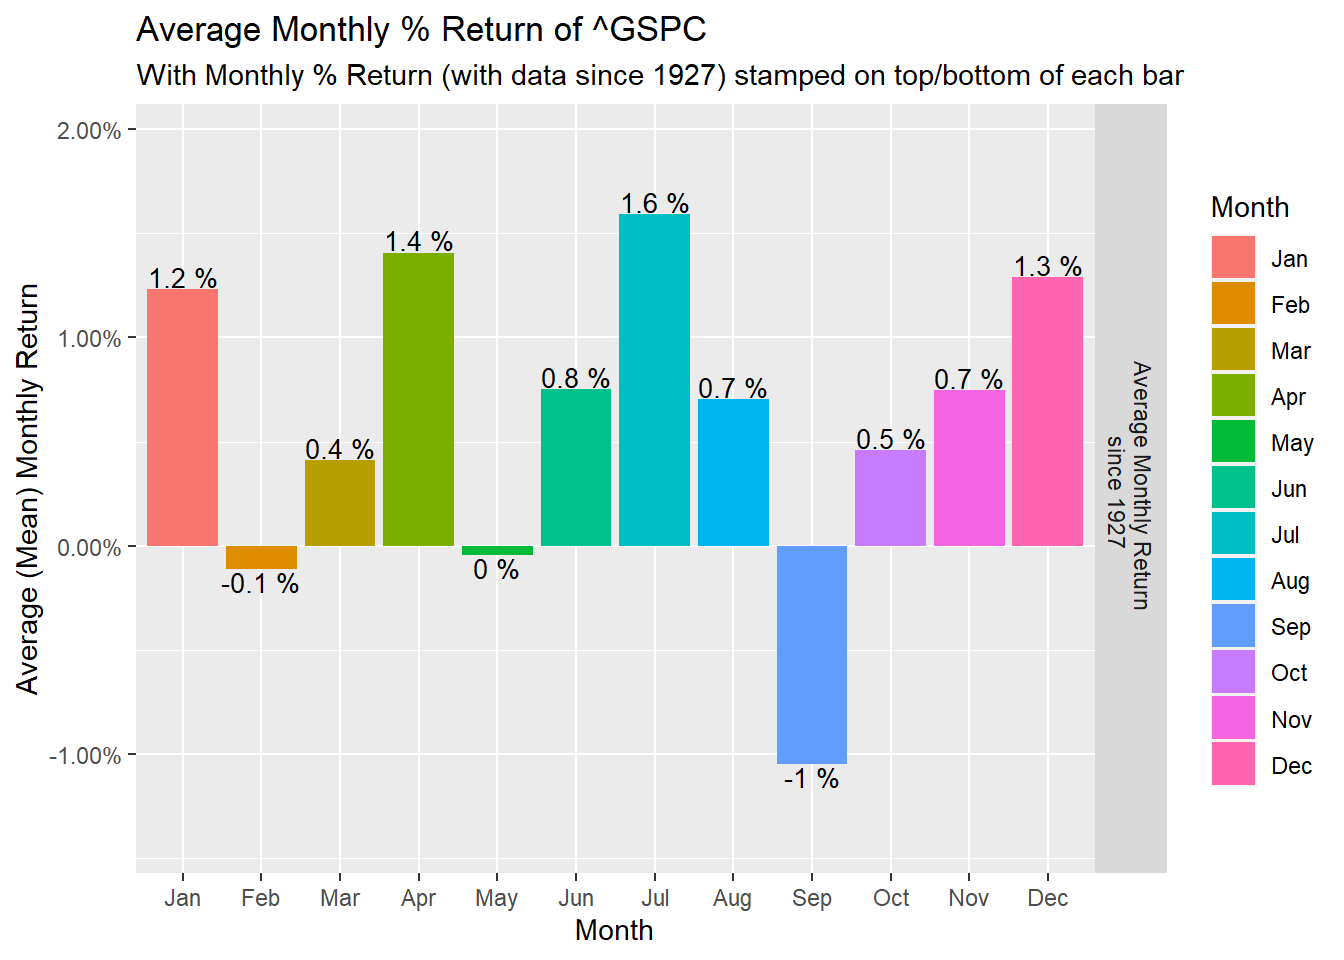 Average Monthly % Return of ^GSPC
With Monthly % Return (with data since 1927) stamped on top/bottom of each bar
Average (Mean) Monthly Return
2.00%
1.00%
0.00%
-1.00%
1.2 %
-0.1 %
0.4 %
1.4 %
0 %
0.8 %
1.6 %
0.7 %
-1 %
0.5 %
0.7 %
1.3 %
Average Monthly Return
since 1927
Jan
Feb
Mar
Apr
May
Jun
Jul
Aug
Sep
Oct
Nov
Dec
Month
Month
Jan
Feb
Mar
Apr
May
Jun
Jul
Aug
Sep
Oct
Nov
Dec